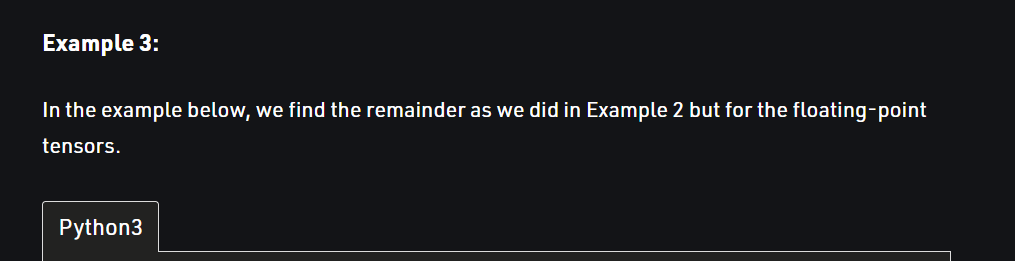 Example 3:
In the example below, we find the remainder as we did in Example 2 but for the floating-point
tensors.
Python3